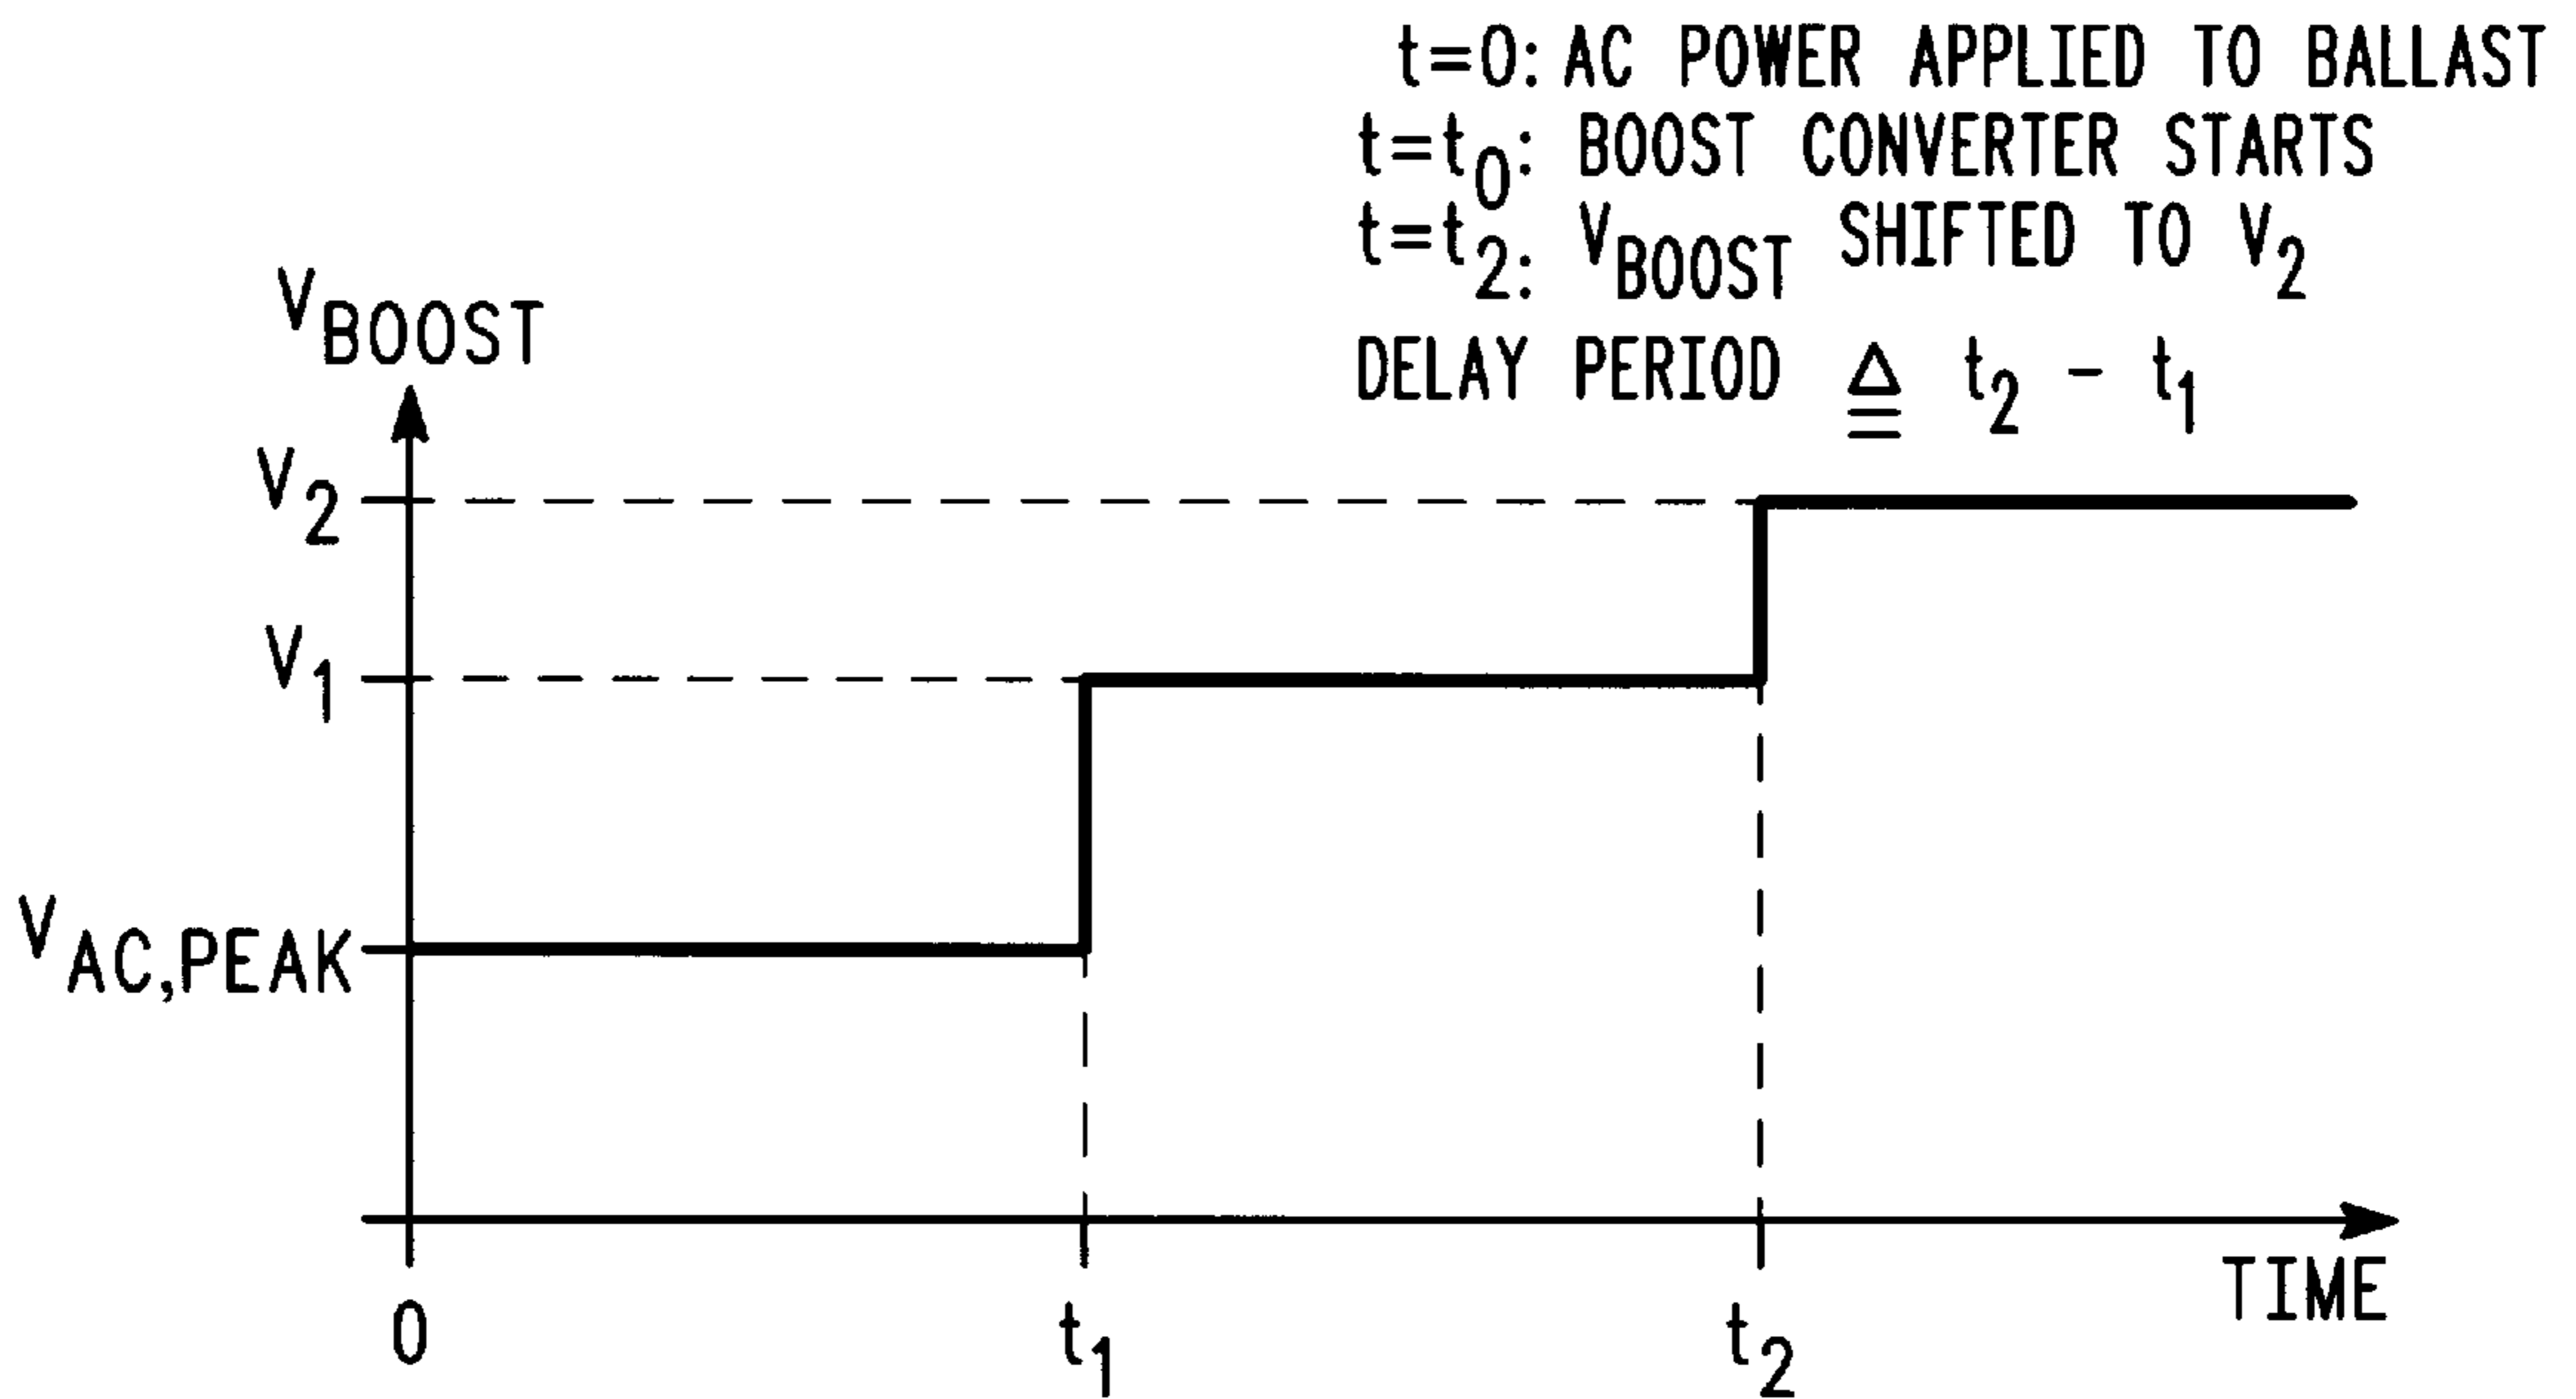 t=0: AC POWER APPLIED TO BALLAST
t=t0: BOOST CONVERTER STARTS
t=t2: VBOOST SHIFTED TO V2
DELAY PERIOD ≜ t2 - t1
VBOOST
V2
V1
VAC,PEAK
TIME
0
t1
t2